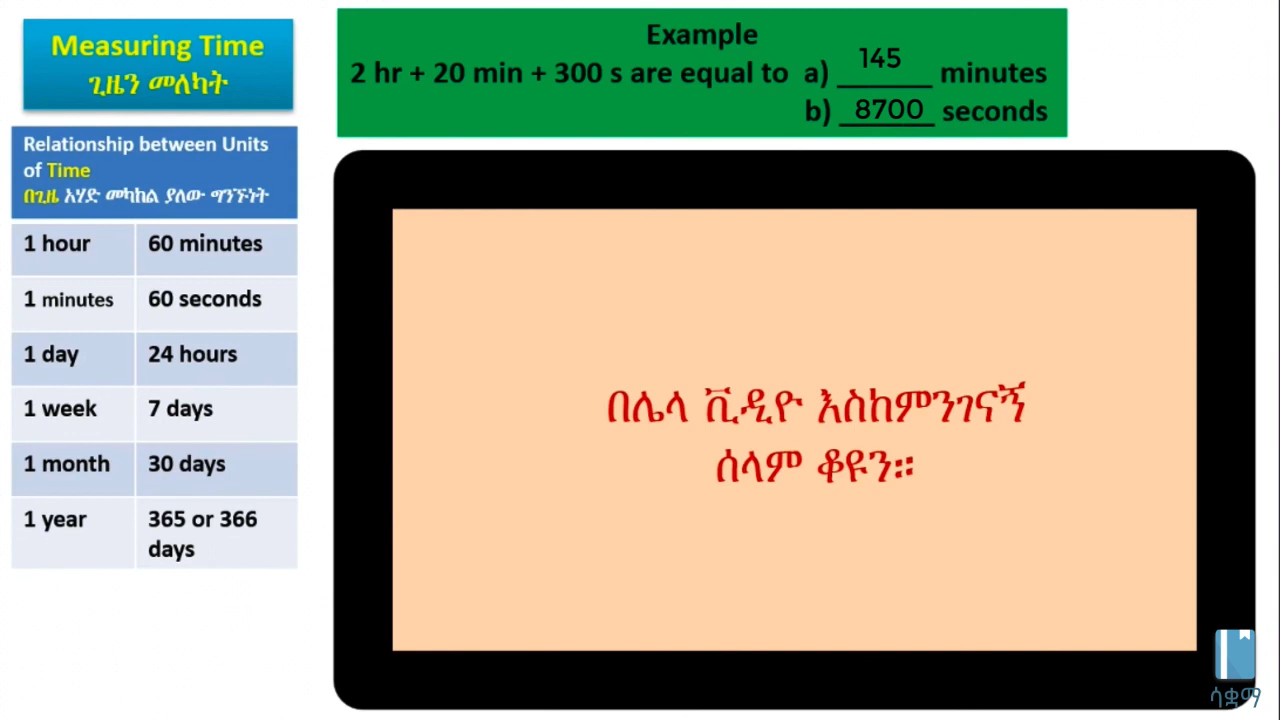 Measuring Time
ጊዜን መለካት
Example
2 hr + 20 min + 300 s are equal to a) 145 minutes
b) 8700 seconds
Relationship between Units
of Time
በጊዜ አሃድ መካከል ያለው ግንኙነት
1 hour 60 minutes
1 minutes 60 seconds
1 day 24 hours
1 week 7 days
1 month 30 days
1 year 365 or 366
days
በሌላ ቪዲዮ እስከምንገናኝ
ሰላም ቆዩን።
ሳቋማ